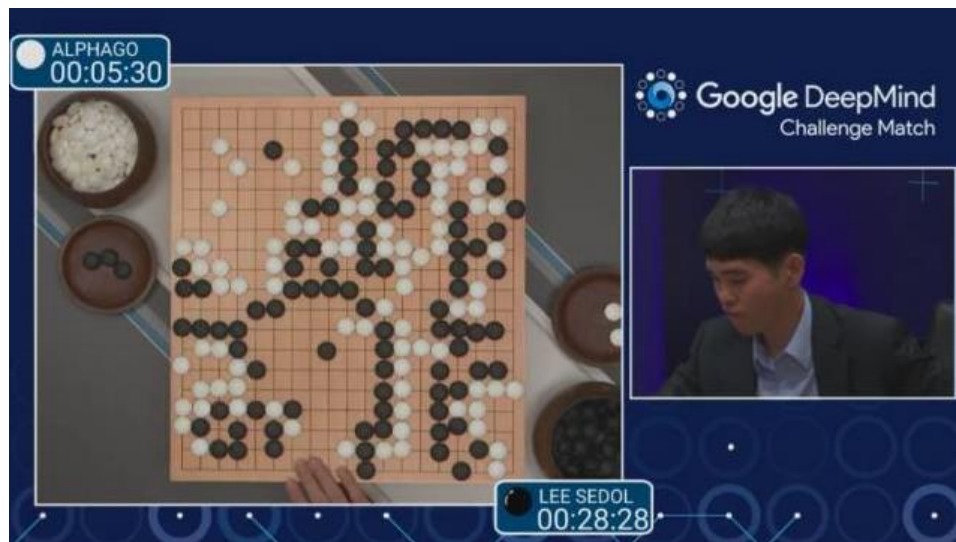 ALPHAGO
00:05:30
Google DeepMind
Challenge Match
LEE SEDOL
00:28:28